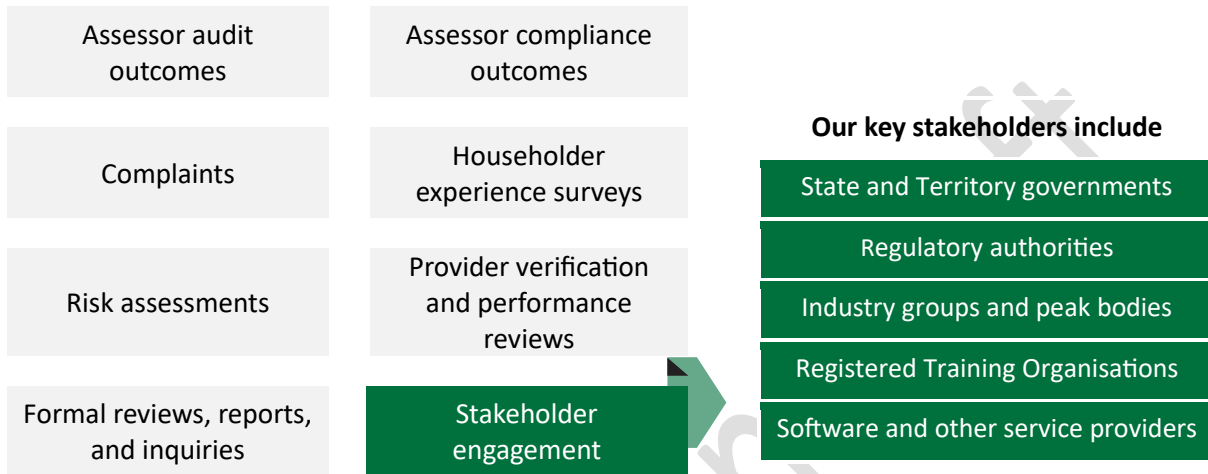 Assessor audit
outcomes
Assessor compliance
outcomes
Complaints
Householder
experience surveys
Risk assessments
Provider verification
and performance
reviews
Formal reviews, reports,
and inquiries
Stakeholder
engagement
Our key stakeholders include
State and Territory governments
Regulatory authorities
Industry groups and peak bodies
Registered Training Organisations
Software and other service providers